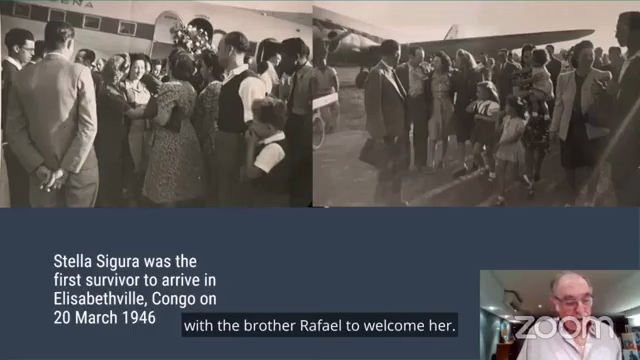 ENA
Stella Sigura was the
first survivor to arrive in
Elisabethville, Congo on
20 March 1946
with the brother Rafael to welcome her.
zoom